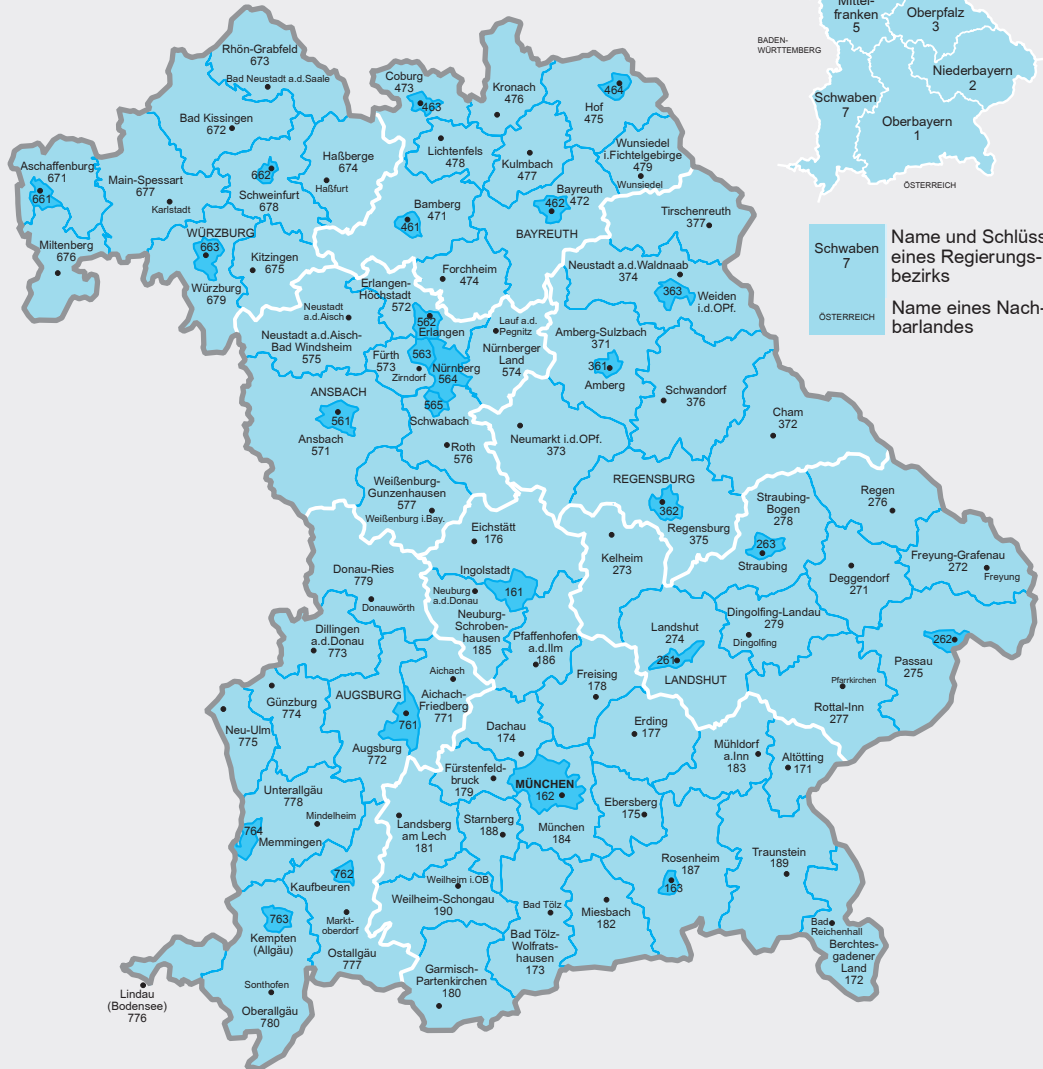 Mittel-
franken
5
Oberpfalz
3
BADEN-
WÜRTTEMBERG
Niederbayern
2
Schwaben
7
Oberbayern
1
ÖSTERREICH
Schwaben
7
Name und Schlüss
eines Regierungs-
bezirks
ÖSTERREICH
Name eines Nach-
barlandes
Rhön-Grabfeld
673
Bad Neustadt a.d.Saale
Coburg
473
463
Kronach
476
464
Hof
475
Bad Kissingen
672
Lichtenfels
478
Kulmbach
477
Wunsiedel
i.Fichtelgebirge
479
Wunsiedel
Aschaffenburg
671
661
Main-Spessart
677
Karlstadt
662
Schweinfurt
678
Haßberge
674
Haßfurt
Bamberg
471
461
Bayreuth
472
462
BAYREUTH
Tirschenreuth
377
Miltenberg
676
WÜRZBURG
663
Würzburg
679
Kitzingen
675
Forchheim
474
Neustadt a.d.Waldnaab
374
363
Weiden
i.d.OPf.
Erlangen-
Höchstadt
572
562
Erlangen
Neustadt
a.d.Aisch
Neustadt a.d.Aisch-
Bad Windsheim
575
Lauf a.d.
Pegnitz
Nürnberger
Land
574
Fürth
573
Zirndorf
563
Nürnberg
564
565
Schwabach
Amberg-Sulzbach
371
361
Amberg
Schwandorf
376
Cham
372
ANSBACH
561
Ansbach
571
Roth
576
Neumarkt i.d.OPf.
373
Weißenburg-
Gunzenhausen
577
Weißenburg i.Bay.
REGENSBURG
362
Regensburg
375
Straubing-
Bogen
278
263
Straubing
Regen
276
Eichstätt
176
Kelheim
273
Deggendorf
271
Freyung-Grafenau
272
Freyung
Donau-Ries
779
Donauwörth
Ingolstadt
161
Neuburg
a.d.Donau
Neuburg-
Schroben-
hausen
185
Pfaffenhofen
a.d.Ilm
186
Landshut
274
261
LANDSHUT
Dingolfing-Landau
279
Dingolfing
262
Passau
275
Dillingen
a.d.Donau
773
Aichach
Aichach-
Friedberg
771
Freising
178
Pfarrkirchen
Rottal-Inn
277
Günzburg
774
AUGSBURG
761
Augsburg
772
Neu-Ulm
775
Dachau
174
Erding
177
Mühldorf
a.Inn
183
Altötting
171
Fürstenfeld-
bruck
179
MÜNCHEN
162
München
184
Ebersberg
175
Unterallgäu
778
Mindelheim
764
Memmingen
Landsberg
am Lech
181
Starnberg
188
Rosenheim
187
163
Traunstein
189
762
Kaufbeuren
Weilheim i.OB
Weilheim-Schongau
190
Bad Tölz
Bad Tölz-
Wolfrats-
hausen
173
Miesbach
182
763
Kempten
(Allgäu)
Markt-
oberdorf
Ostallgäu
777
Bad
Reichenhall
Berchtes-
gadener
Land
172
Garmisch-
Partenkirchen
180
Lindau
(Bodensee)
776
Sonthofen
Oberallgäu
780